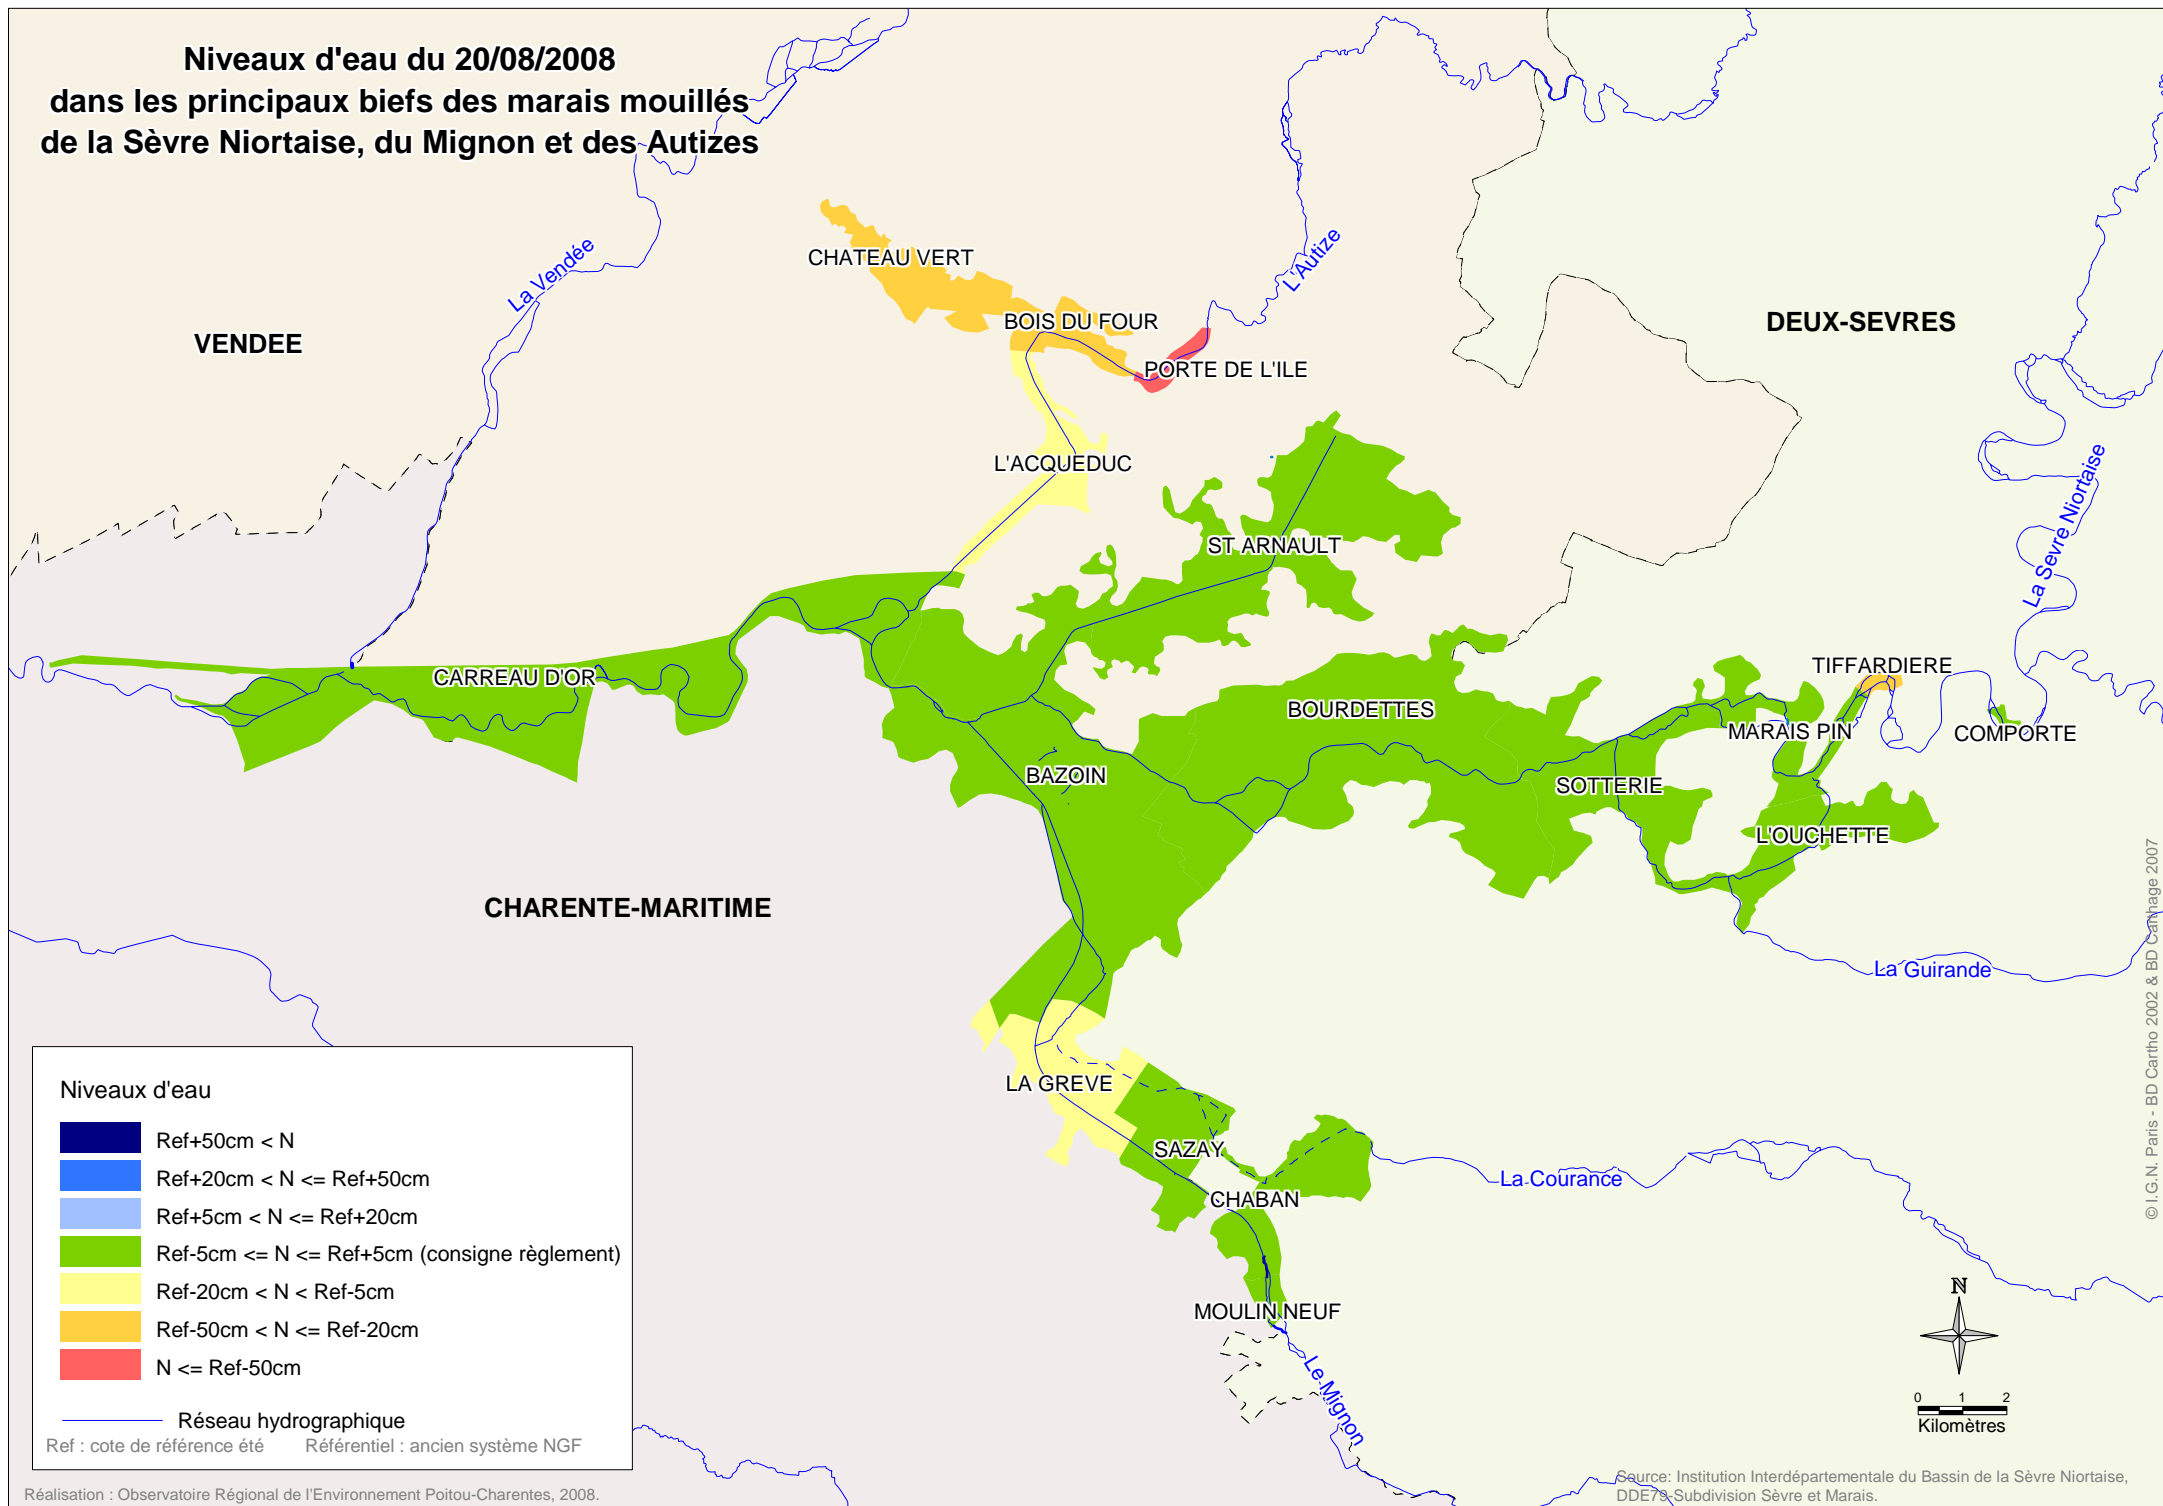 Niveaux d'eau du 20/08/2008
dans les principaux biefs des marais mouillés
de la Sèvre Niortaise, du Mignon et des Autizes
La Vendée
CHATEAU VERT
L'Autize
BOIS DU FOUR
DEUX-SEVRES
VENDEE
PORTE DE L'ILE
L'ACQUEDUC
La Sevre Niortaise
ST ARNAULT
TIFFARDIERE
CARREAU D'OR
BOURDETTES
MARAIS PIN
COMPORTE
BAZOIN
SOTTERIE
L'OUCHETTE
CHARENTE-MARITIME
La Guirande
LA GREVE
SAZAY
La Courance
CHABAN
MOULIN NEUF
Le Mignon
Niveaux d'eau
Ref+50cm < N
Ref+20cm < N <= Ref+50cm
Ref+5cm < N <= Ref+20cm
Ref-5cm <= N <= Ref+5cm (consigne règlement)
Ref-20cm < N < Ref-5cm
Ref-50cm < N <= Ref-20cm
N <= Ref-50cm
Réseau hydrographique
Ref : cote de référence été Référentiel : ancien système NGF
N
0 1 2
Kilomètres
© I.G.N. Paris - BD Cartho 2002 & BD Carthage 2007
Source: Institution Interdépartementale du Bassin de la Sèvre Niortaise,
DDE79-Subdivision Sèvre et Marais.
Réalisation : Observatoire Régional de l'Environnement Poitou-Charentes, 2008.